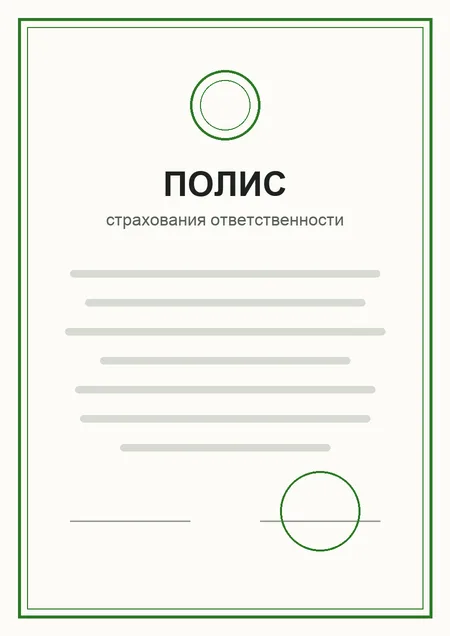 ПОЛИС
страхования ответственности